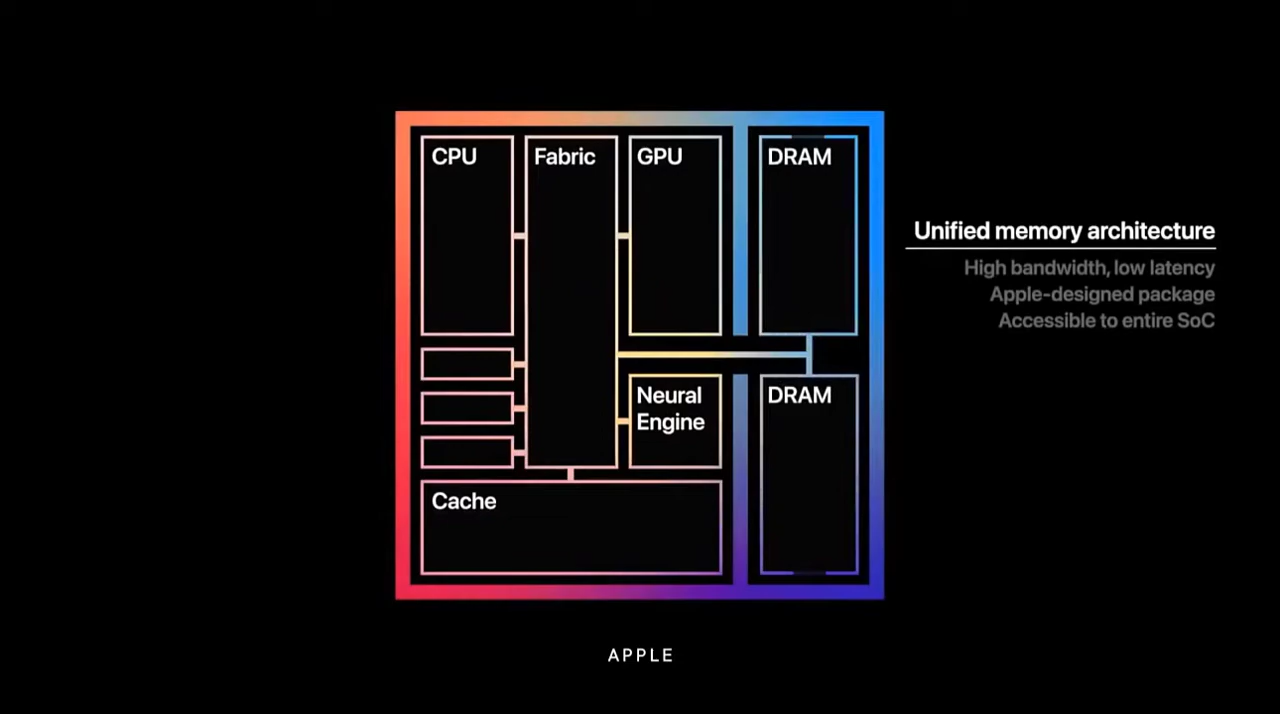 CPU
Fabric
GPU
DRAM
Unified memory architecture
High bandwidth, low latency
Apple-designed package
Accessible to entire SoC
Neural
Engine
DRAM
Cache
APPLE